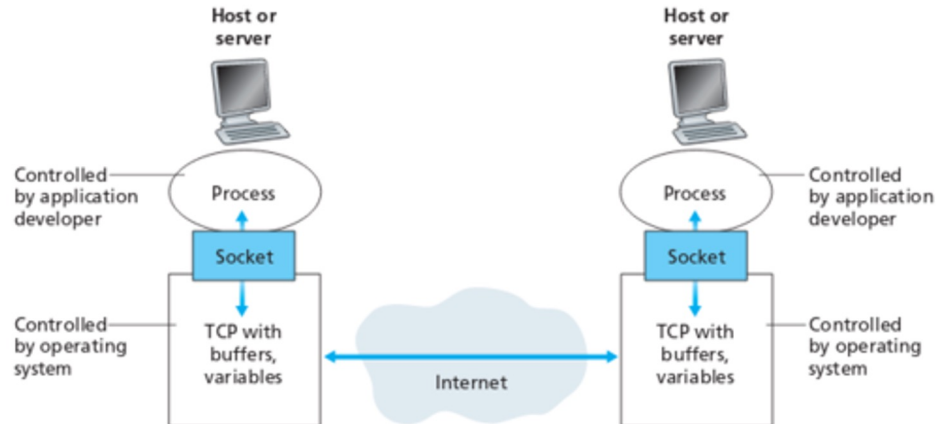 Host or
server
Host or
server
Controlled
by application
developer
Process
Process
Controlled
by application
developer
Socket
Socket
Controlled
by operating
system
TCP with
buffers,
variables
Internet
TCP with
buffers,
variables
Controlled
by operating
system